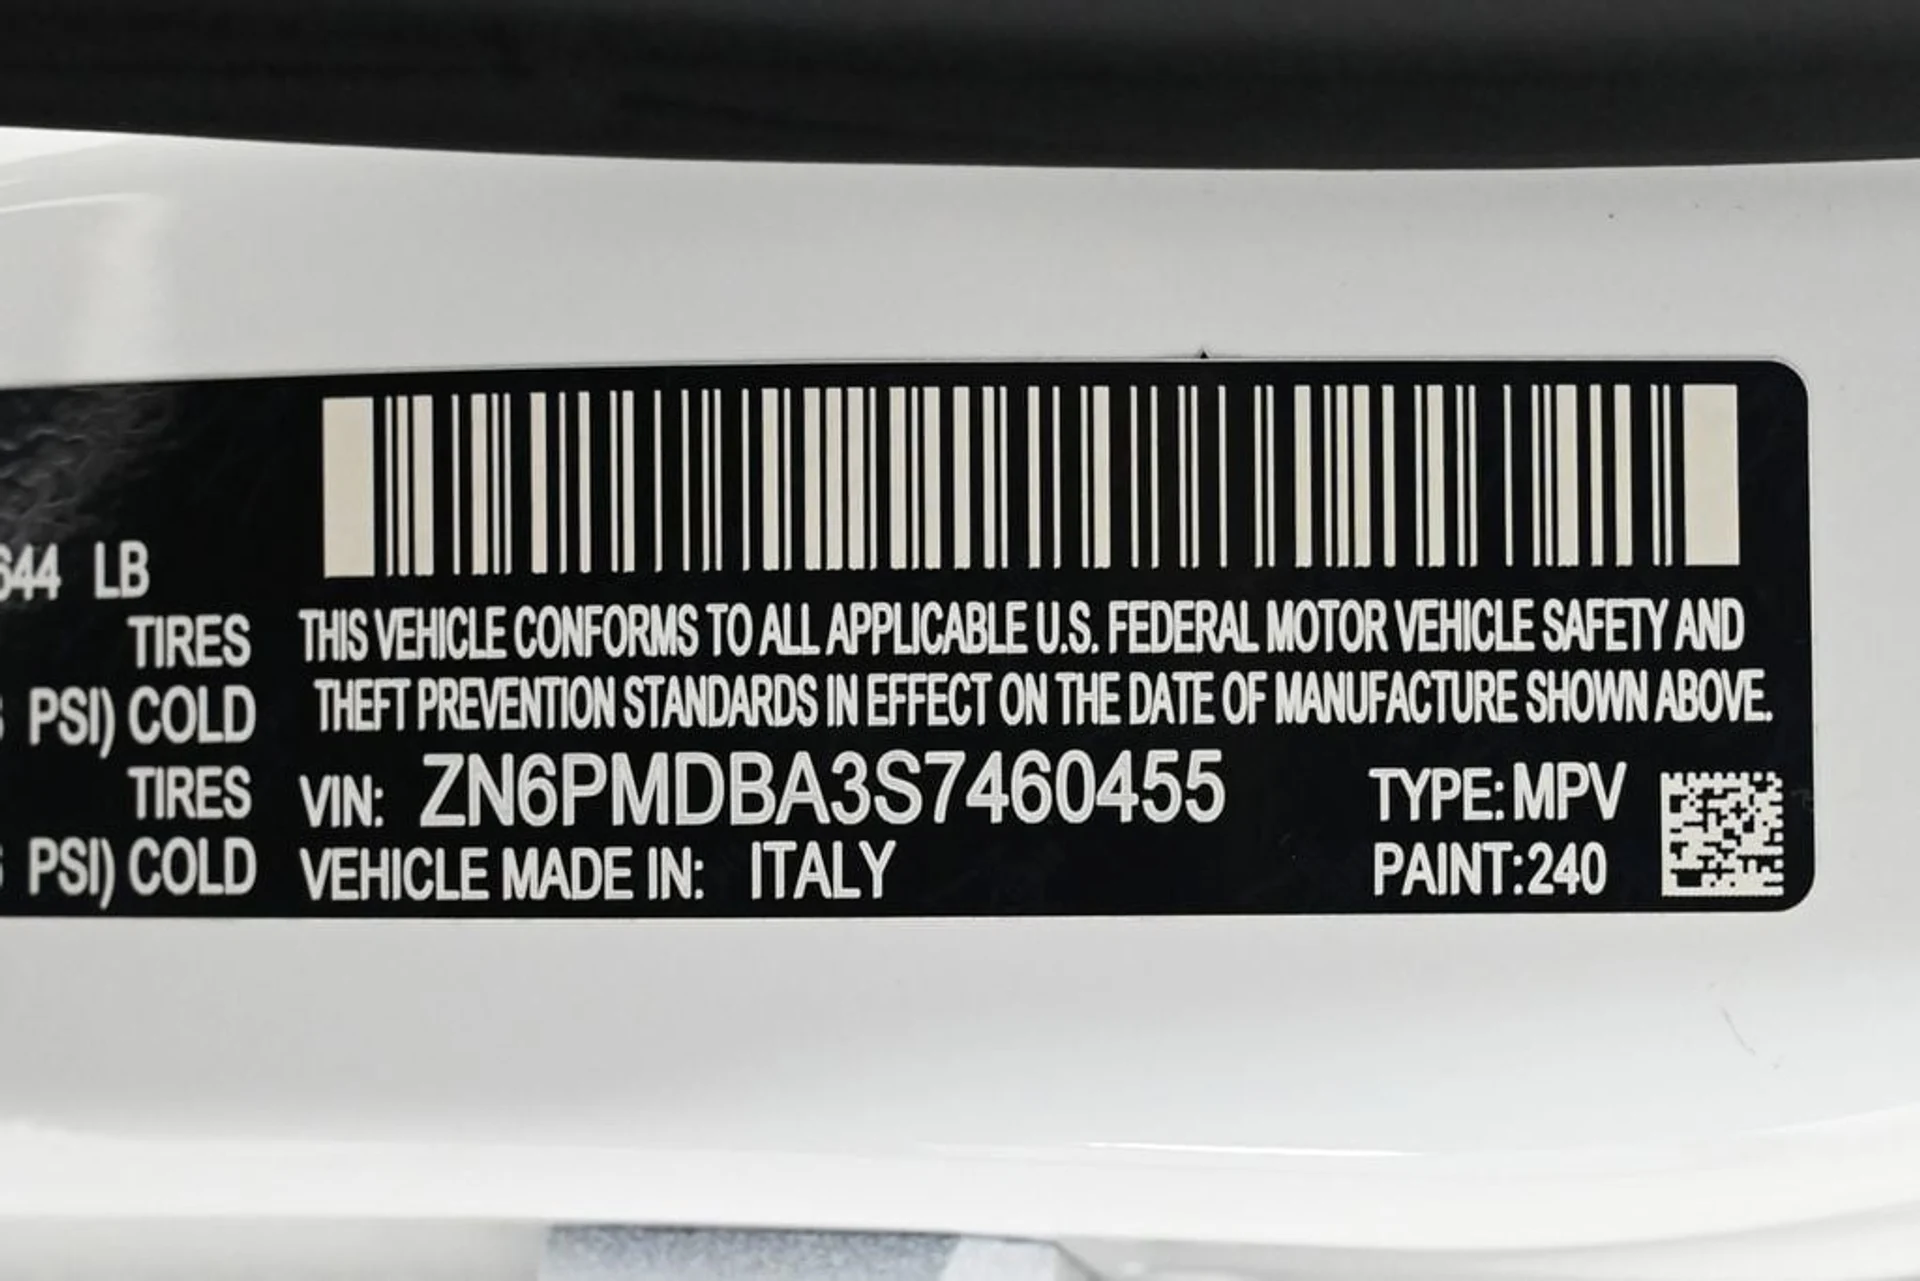 644 LB
TIRES
PSI) COLD
TIRES
PSI) COLD
THIS VEHICLE CONFORMS TO ALL APPLICABLE U.S. FEDERAL MOTOR VEHICLE SAFETY AND
THEFT PREVENTION STANDARDS IN EFFECT ON THE DATE OF MANUFACTURE SHOWN ABOVE.
VIN: ZN6PMDBA3S7460455
TYPE: MPV
VEHICLE MADE IN: ITALY
PAINT: 240